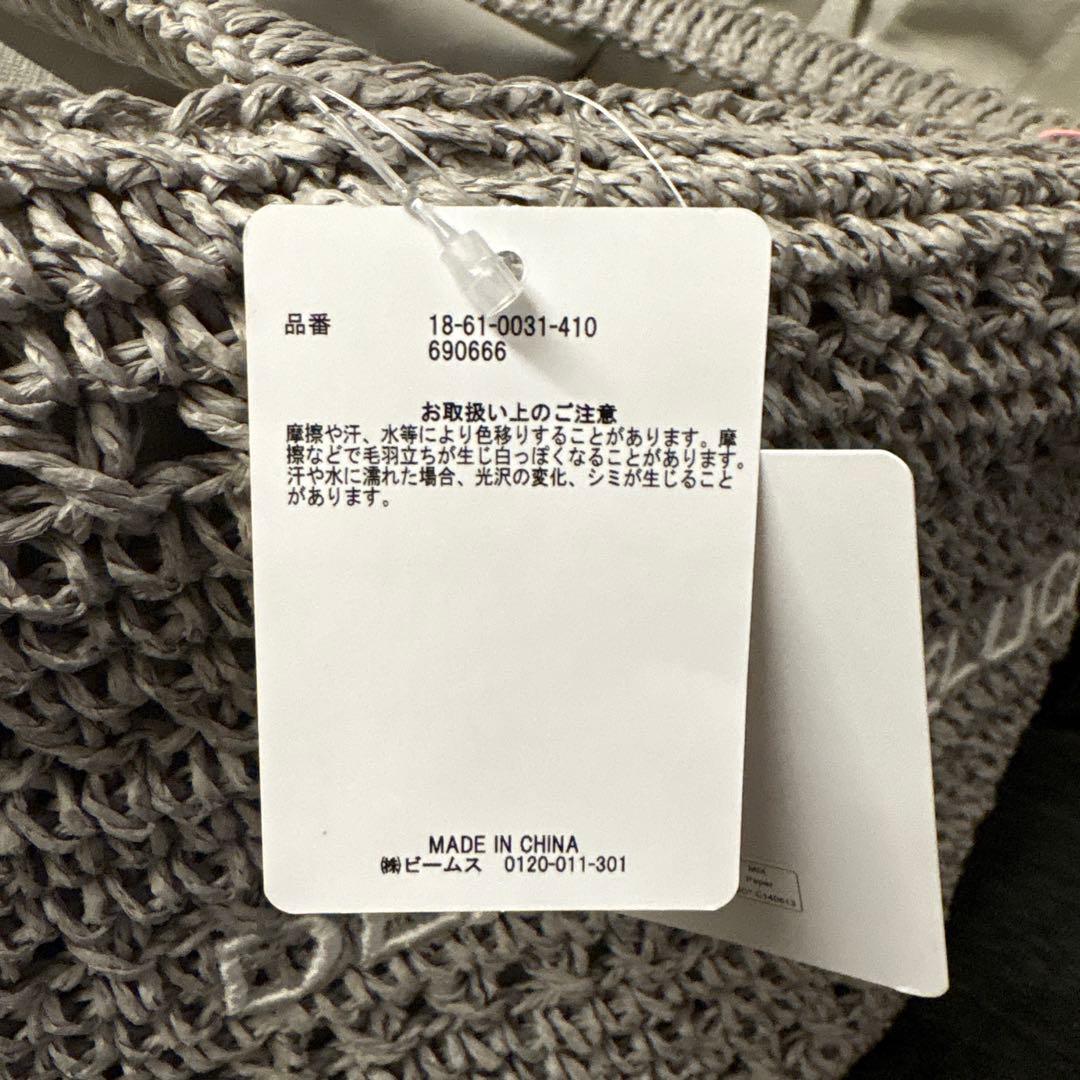 品番 18-61-0031-410
690666
お取扱い上のご注意
摩擦や汗、水等により色移りすることがあります。摩
擦などで毛羽立ちが生じ白っぽくなることがあります。
汗や水に濡れた場合、光沢の変化、シミが生じること
があります。
MADE IN CHINA
㈱ビームス 0120-011-301
MIX
Paper